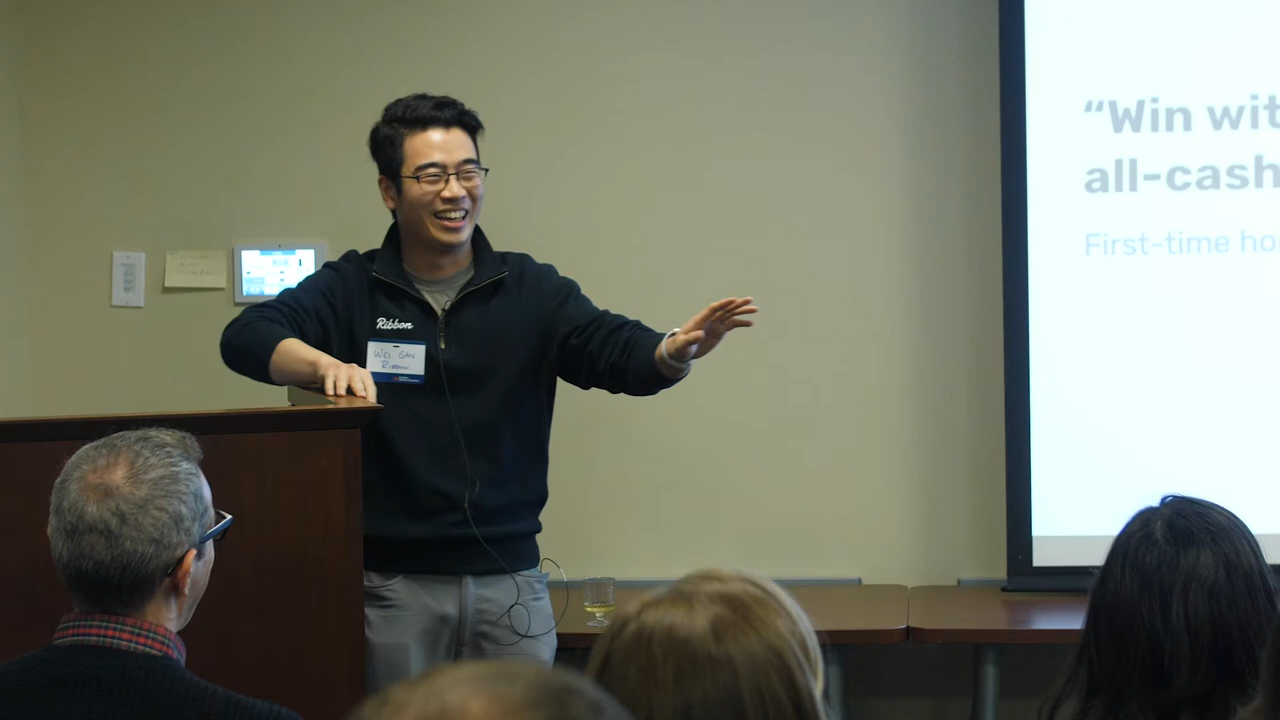 Ribbon
WEI GAN
RIBBON
“Win wit
all-cash
First-time ho